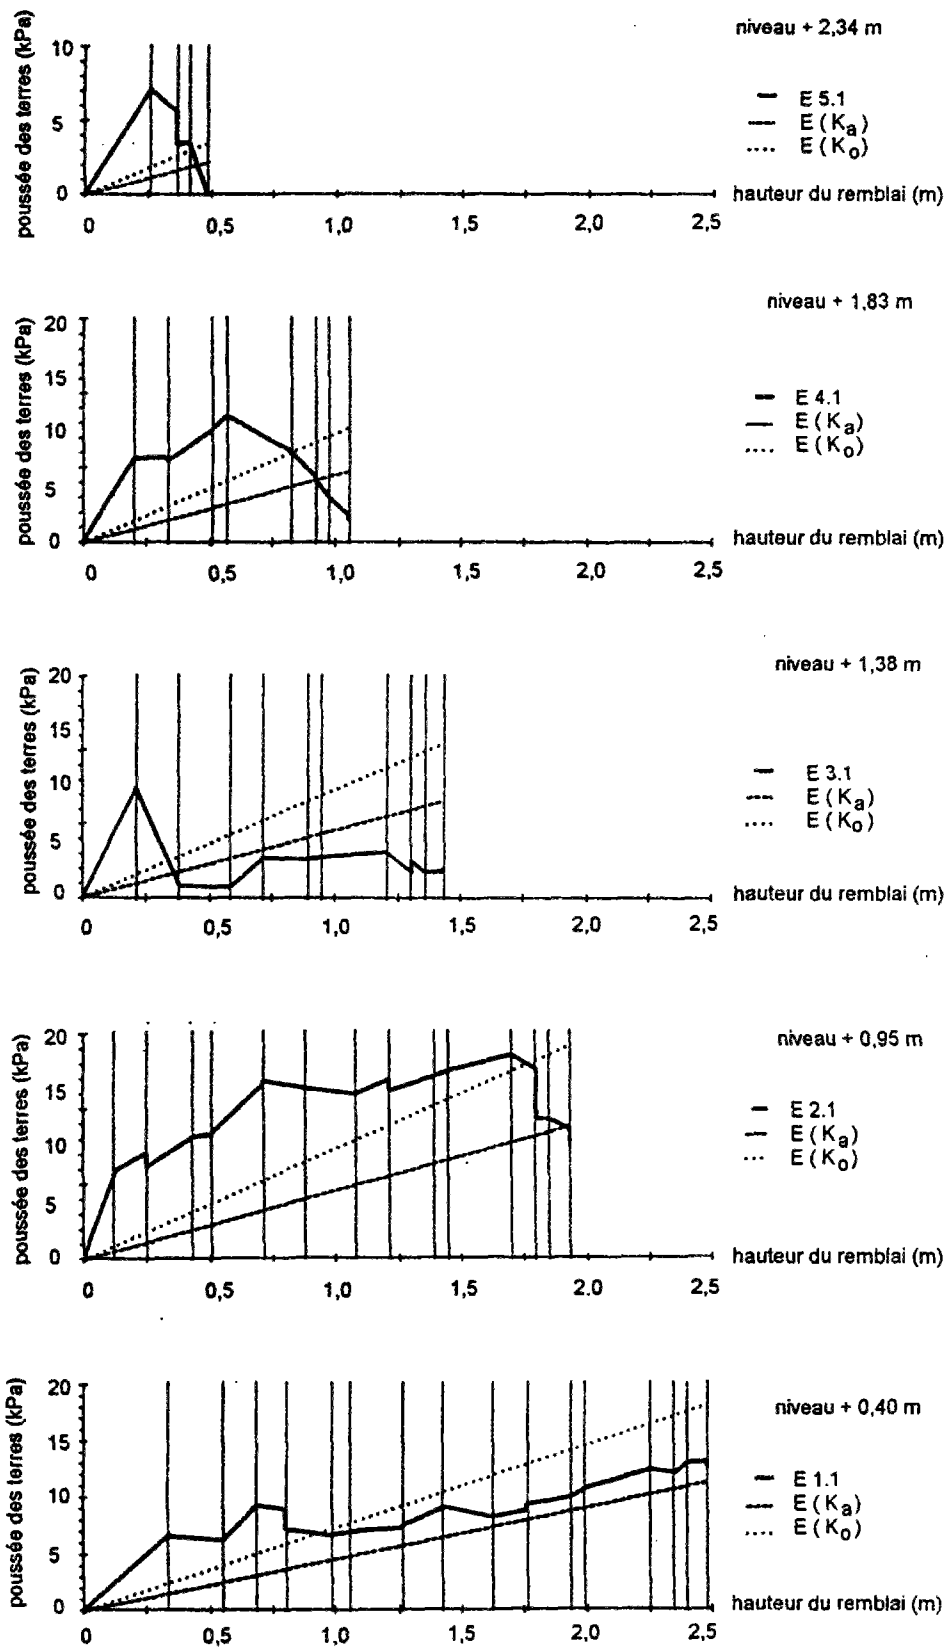 niveau + 2,34 m
poussée des terres (kPa)
10
5
0
E 5.1
E (Ka)
E (Ko)
0 0,5 1,0 1,5 2,0 2,5
hauteur du remblai (m)
niveau + 1,83 m
poussée des terres (kPa)
20
15
10
5
0
E 4.1
E (Ka)
E (Ko)
0 0,5 1,0 1,5 2,0 2,5
hauteur du remblai (m)
niveau + 1,38 m
poussée des terres (kPa)
20
15
10
5
0
E 3.1
E (Ka)
E (Ko)
0 0,5 1,0 1,5 2,0 2,5
hauteur du remblai (m)
niveau + 0,95 m
poussée des terres (kPa)
20
15
10
5
0
E 2.1
E (Ka)
E (Ko)
0 0,5 1,0 1,5 2.0 2,5
hauteur du remblai (m)
niveau + 0,40 m
poussée des terres (kPa)
20
15
10
5
0
E 1.1
E (Ka)
E (Ko)
0 0,5 1,0 1,5 2,0 2,5
hauteur du remblai (m)